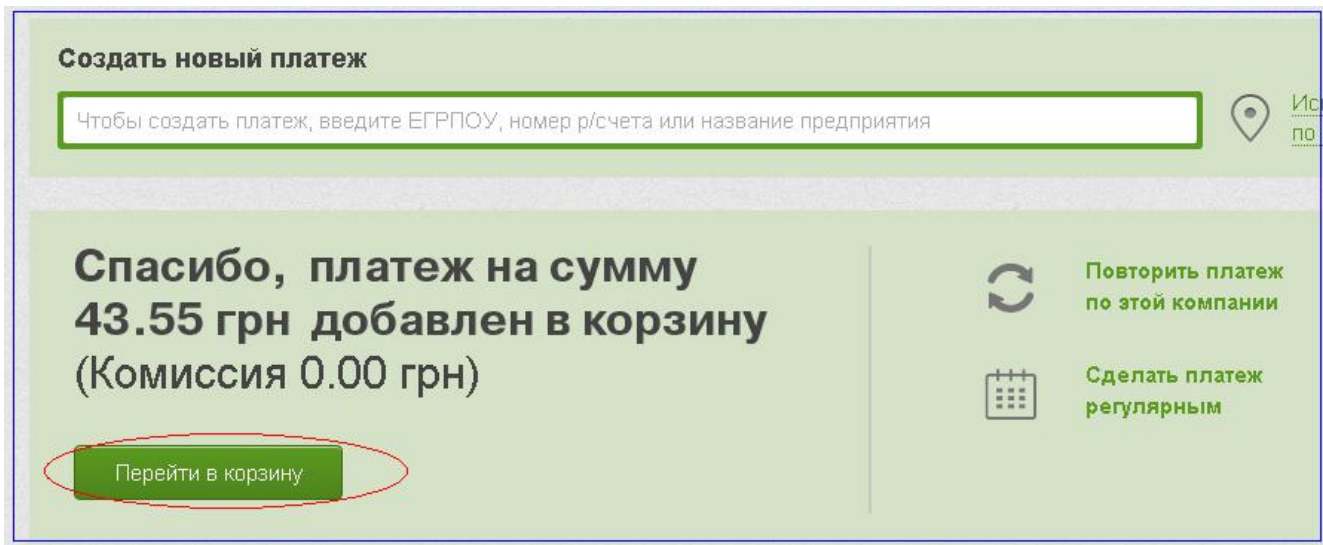 Создать новый платеж
Чтобы создать платеж, введите ЕГРПОУ, номер р/счета или название предприятия
по
Спасибо, платеж на сумму
43.55 грн добавлен в корзину
(Комиссия 0.00 грн)
Перейти в корзину
Повторить платеж
по этой компании
Сделать платеж
регулярным